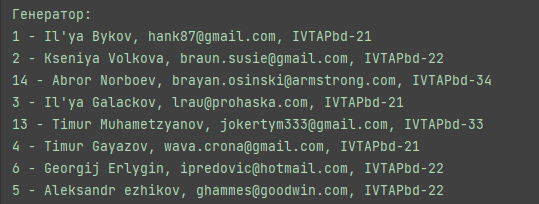 Генератор:
1 - Il'ya Bykov, hank87@gmail.com, IVTAPbd-21
2 - Kseniya Volkova, braun.susie@gmail.com, IVTAPbd-22
14 - Abror Norboev, brayan.osinski@armstrong.com, IVTAPbd-34
3 - Il'ya Galackov, lrau@prohaska.com, IVTAPbd-21
13 - Timur Muhametzyanov, jokertym333@gmail.com, IVTAPbd-33
4 - Timur Gayazov, wava.crona@gmail.com, IVTAPbd-21
6 - Georgij Erlygin, ipredovic@hotmail.com, IVTAPbd-22
5 - Aleksandr ezhikov, ghammes@goodwin.com, IVTAPbd-22